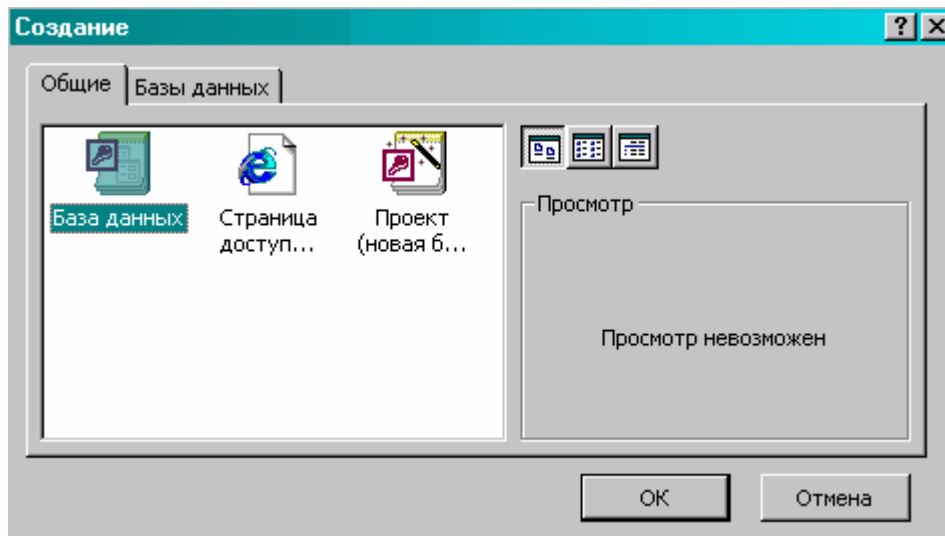 Создание
Общие
Базы данных
База данных
Страница
доступ...
Проект
(новая б...
Просмотр
Просмотр невозможен
ОК
Отмена